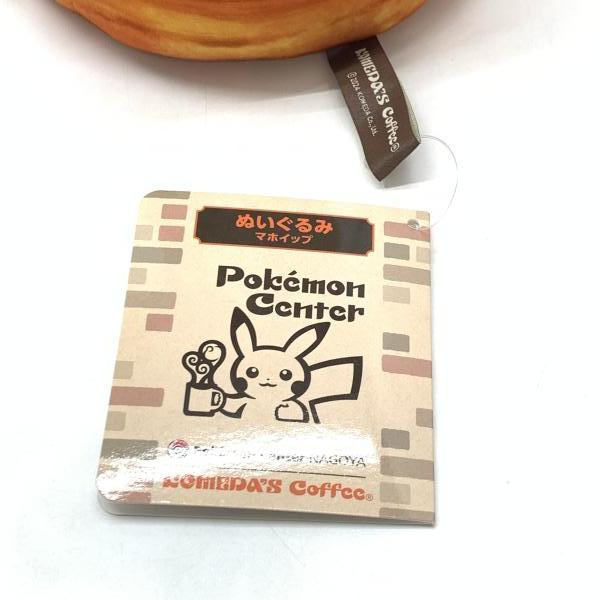 KOMEDA'S Coffee®
©2024 KOMEDA Co., Ltd.
ぬいぐるみ
マホイップ
Pokémon
Center
NAGOYA
KOMEDA'S Coffee®